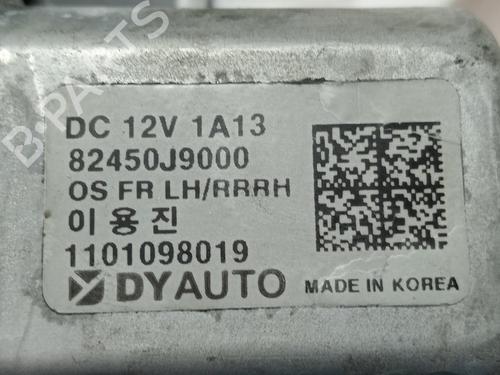 DC 12V 1A13
82450J9000
OS FR LH/RRRH
이용진
1101098019
DYAUTO MADE IN KOREA
B-PARTS